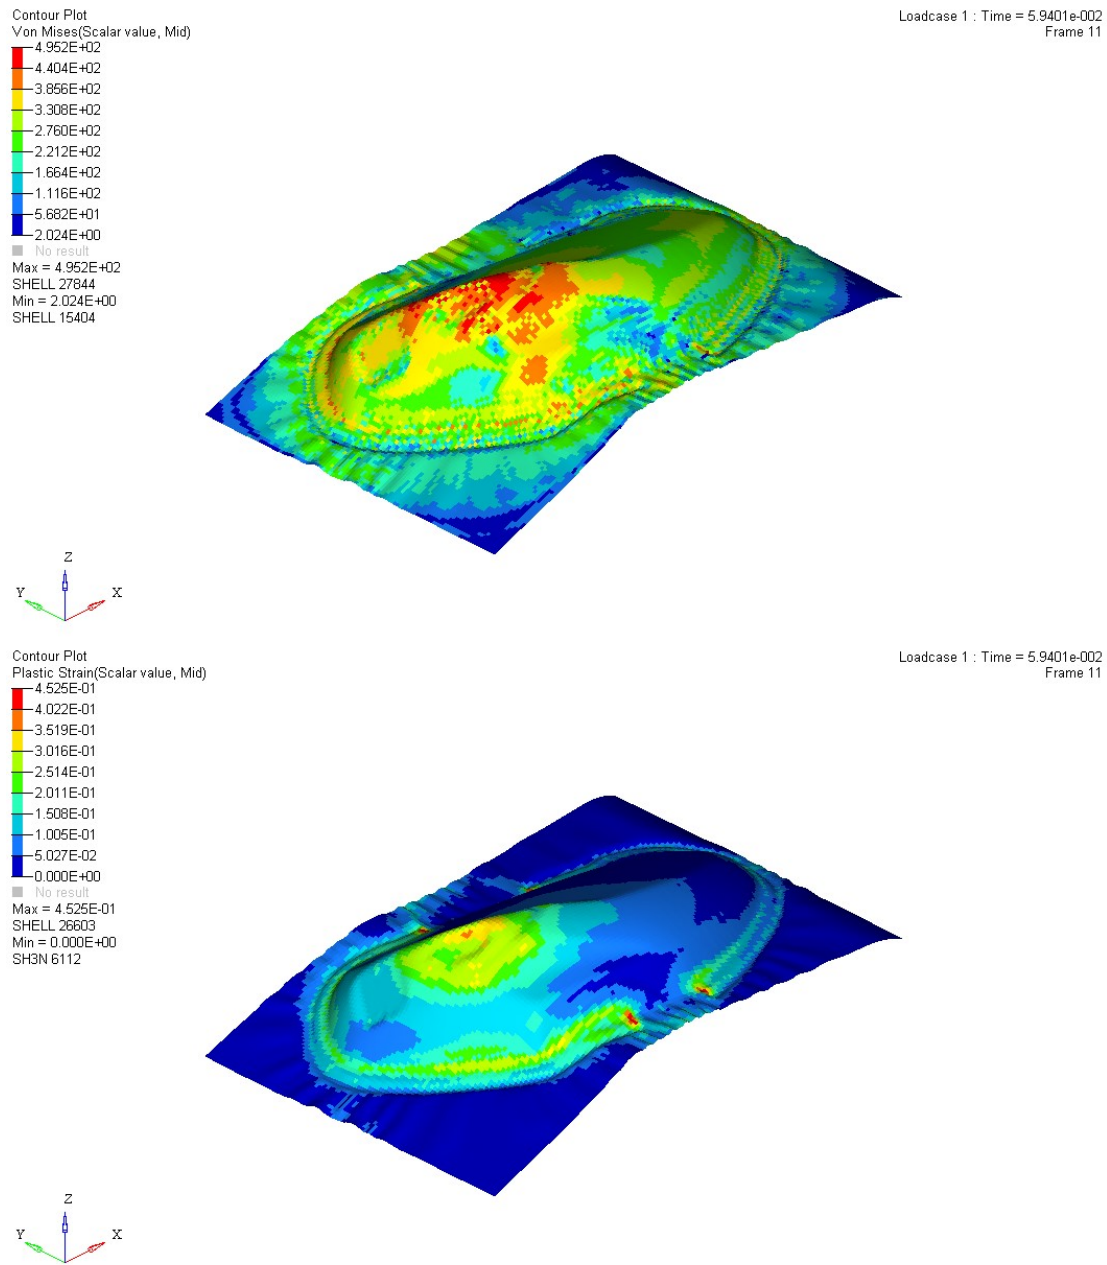 Contour Plot
Von Mises(Scalar value, Mid)
4.952E+02
4.404E+02
3.856E+02
3.308E+02
2.760E+02
2.212E+02
1.664E+02
1.116E+02
5.682E+01
2.024E+00
No result
Max = 4.952E+02
SHELL 27844
Min = 2.024E+00
SHELL 15404
Loadcase 1 : Time = 5.9401e-002
Frame 11
Z
Y
X
Contour Plot
Plastic Strain(Scalar value, Mid)
4.525E-01
4.022E-01
3.519E-01
3.016E-01
2.514E-01
2.011E-01
1.508E-01
1.005E-01
5.027E-02
0.000E+00
No result
Max = 4.525E-01
SHELL 26603
Min = 0.000E+00
SH3N 6112
Loadcase 1 : Time = 5.9401e-002
Frame 11
Z
Y
X